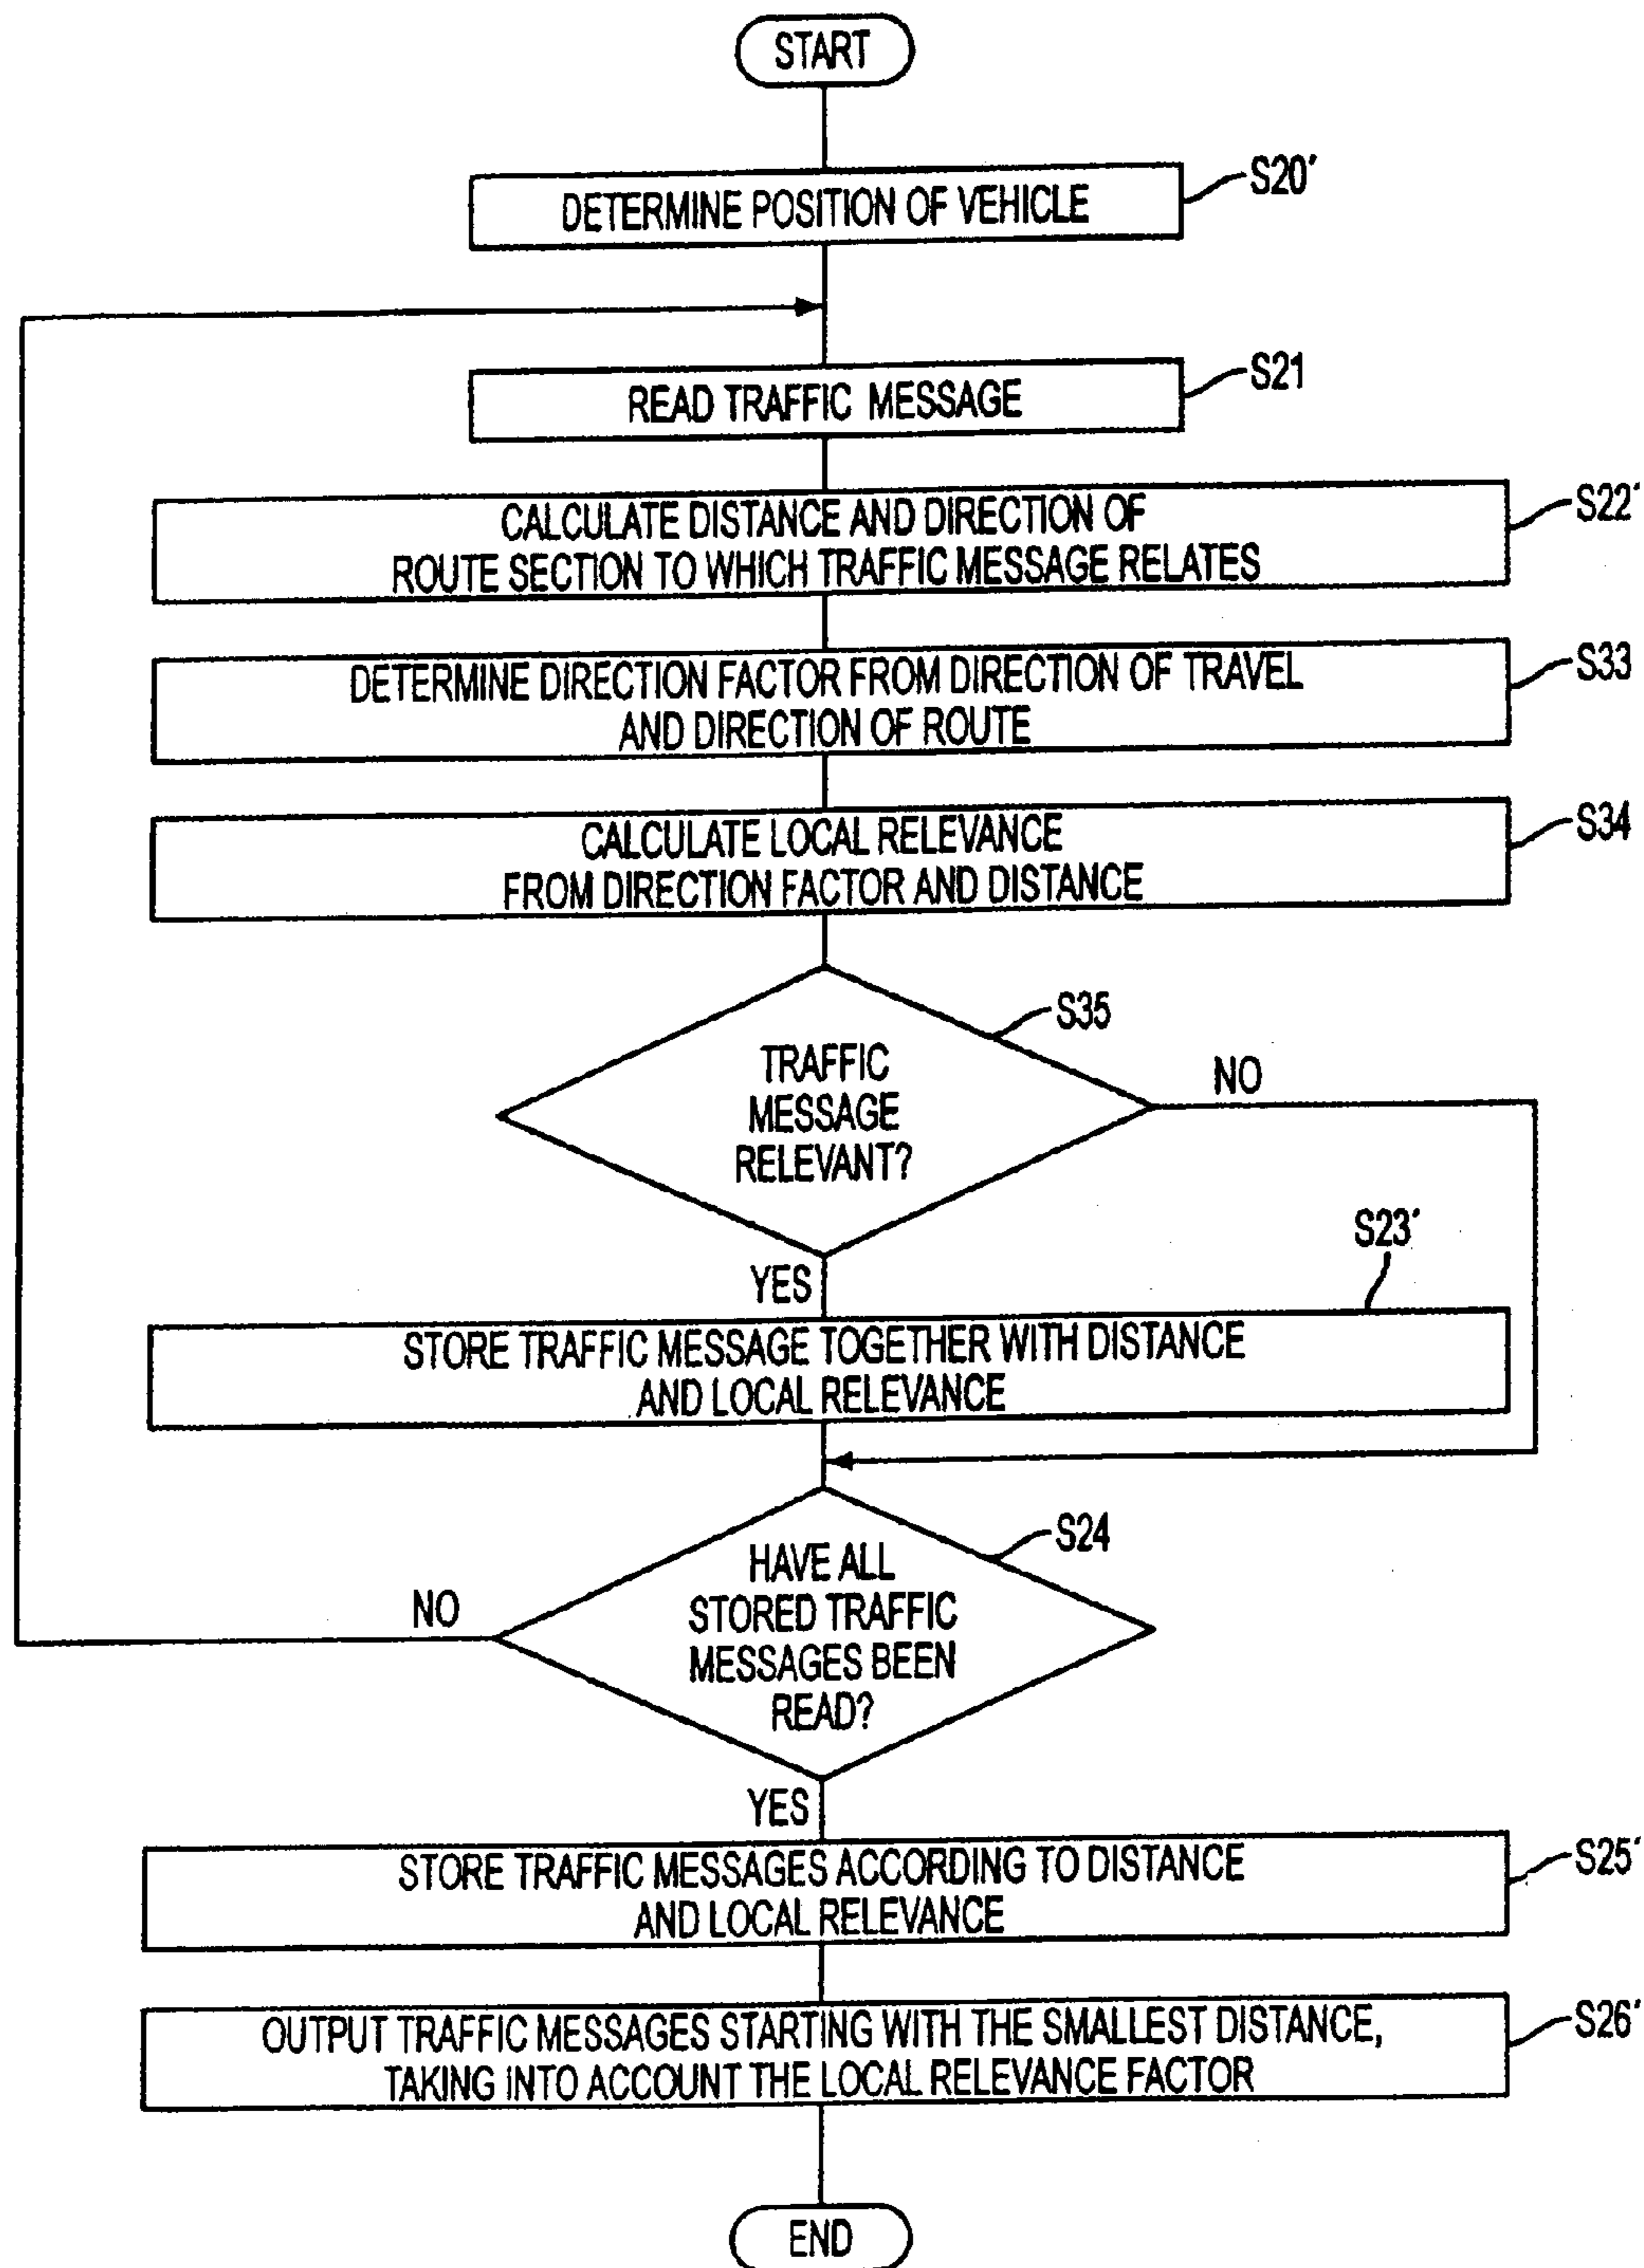 START
DETERMINE POSITION OF VEHICLE
S20'
READ TRAFFIC MESSAGE
S21
CALCULATE DISTANCE AND DIRECTION OF
ROUTE SECTION TO WHICH TRAFFIC MESSAGE RELATES
S22'
DETERMINE DIRECTION FACTOR FROM DIRECTION OF TRAVEL
AND DIRECTION OF ROUTE
S33
CALCULATE LOCAL RELEVANCE
FROM DIRECTION FACTOR AND DISTANCE
S34
S35
TRAFFIC
MESSAGE
RELEVANT?
NO
YES
S23'
STORE TRAFFIC MESSAGE TOGETHER WITH DISTANCE
AND LOCAL RELEVANCE
S24
HAVE ALL
STORED TRAFFIC
MESSAGES BEEN
READ?
NO
YES
STORE TRAFFIC MESSAGES ACCORDING TO DISTANCE
AND LOCAL RELEVANCE
S25'
OUTPUT TRAFFIC MESSAGES STARTING WITH THE SMALLEST DISTANCE,
TAKING INTO ACCOUNT THE LOCAL RELEVANCE FACTOR
S26'
END